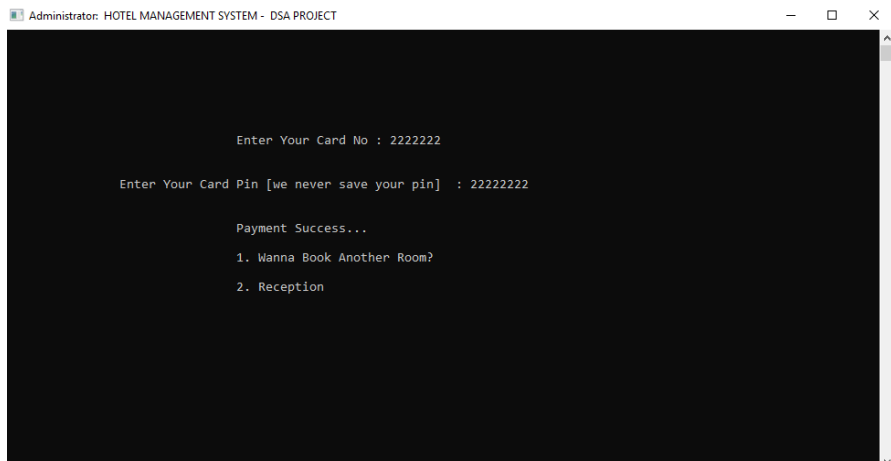 Administrator: HOTEL MANAGEMENT SYSTEM - DSA PROJECT
Enter Your Card No : 2222222
Enter Your Card Pin [we never save your pin] : 22222222
Payment Success...
1. Wanna Book Another Room?
2. Reception